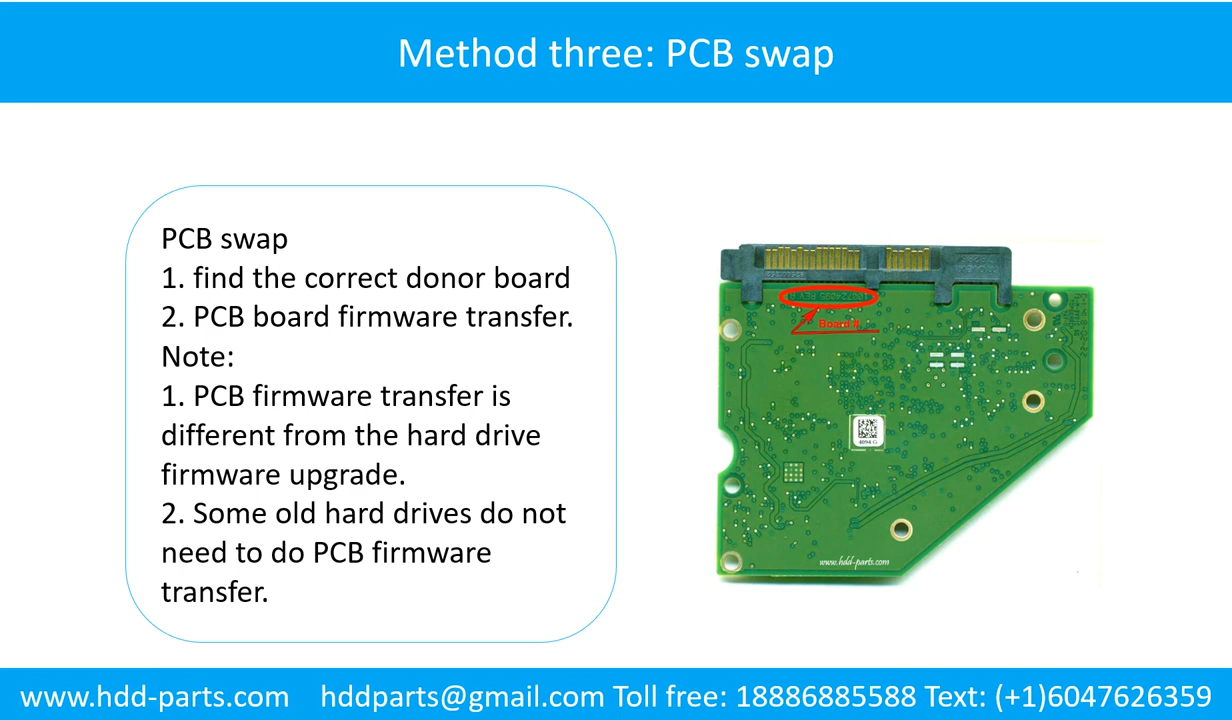 Method three: PCB swap
PCB swap
1. find the correct donor board
2. PCB board firmware transfer.
Note:
1. PCB firmware transfer is
different from the hard drive
firmware upgrade.
2. Some old hard drives do not
need to do PCB firmware
transfer.
Board #
www.hdd-parts.com
www.hdd-parts.com hddparts@gmail.com Toll free: 18886885588 Text: (+1)6047626359